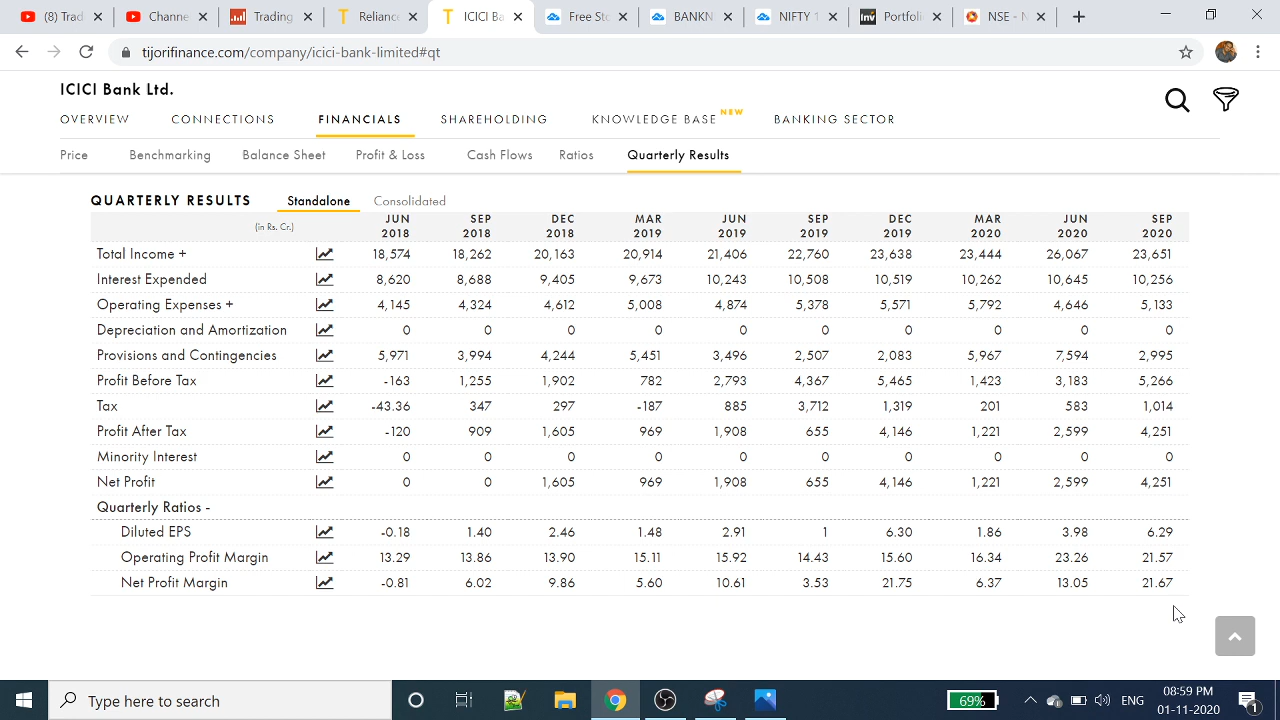 (8) Trad
Channe
Trading
Relianc
ICICI Ba
Free St
BANKN
NIFTY 1
Portfoli
NSE - N
tijorifinance.com/company/icici-bank-limited#qt
ICICI Bank Ltd.
OVERVIEW CONNECTIONS FINANCIALS SHAREHOLDING KNOWLEDGE BASE NEW BANKING SECTOR
Price Benchmarking Balance Sheet Profit & Loss Cash Flows Ratios Quarterly Results
QUARTERLY RESULTS Standalone Consolidated
(in Rs. Cr.) JUN 2018 SEP 2018 DEC 2018 MAR 2019 JUN 2019 SEP 2019 DEC 2019 MAR 2020 JUN 2020 SEP 2020
Total Income + 18,574 18,262 20,163 20,914 21,406 22,760 23,638 23,444 26,067 23,651
Interest Expended 8,620 8,688 9,405 9,673 10,243 10,508 10,519 10,262 10,645 10,256
Operating Expenses + 4,145 4,324 4,612 5,008 4,874 5,378 5,571 5,792 4,646 5,133
Depreciation and Amortization 0 0 0 0 0 0 0 0 0 0
Provisions and Contingencies 5,971 3,994 4,244 5,451 3,496 2,507 2,083 5,967 7,594 2,995
Profit Before Tax -163 1,255 1,902 782 2,793 4,367 5,465 1,423 3,183 5,266
Tax -43.36 347 297 -187 885 3,712 1,319 201 583 1,014
Profit After Tax -120 909 1,605 969 1,908 655 4,146 1,221 2,599 4,251
Minority Interest 0 0 0 0 0 0 0 0 0 0
Net Profit 0 0 1,605 969 1,908 655 4,146 1,221 2,599 4,251
Quarterly Ratios -
Diluted EPS -0.18 1.40 2.46 1.48 2.91 1 6.30 1.86 3.98 6.29
Operating Profit Margin 13.29 13.86 13.90 15.11 15.92 14.43 15.60 16.34 23.26 21.57
Net Profit Margin -0.81 6.02 9.86 5.60 10.61 3.53 21.75 6.37 13.05 21.67
Type here to search
69%
ENG
08:59 PM
01-11-2020
1